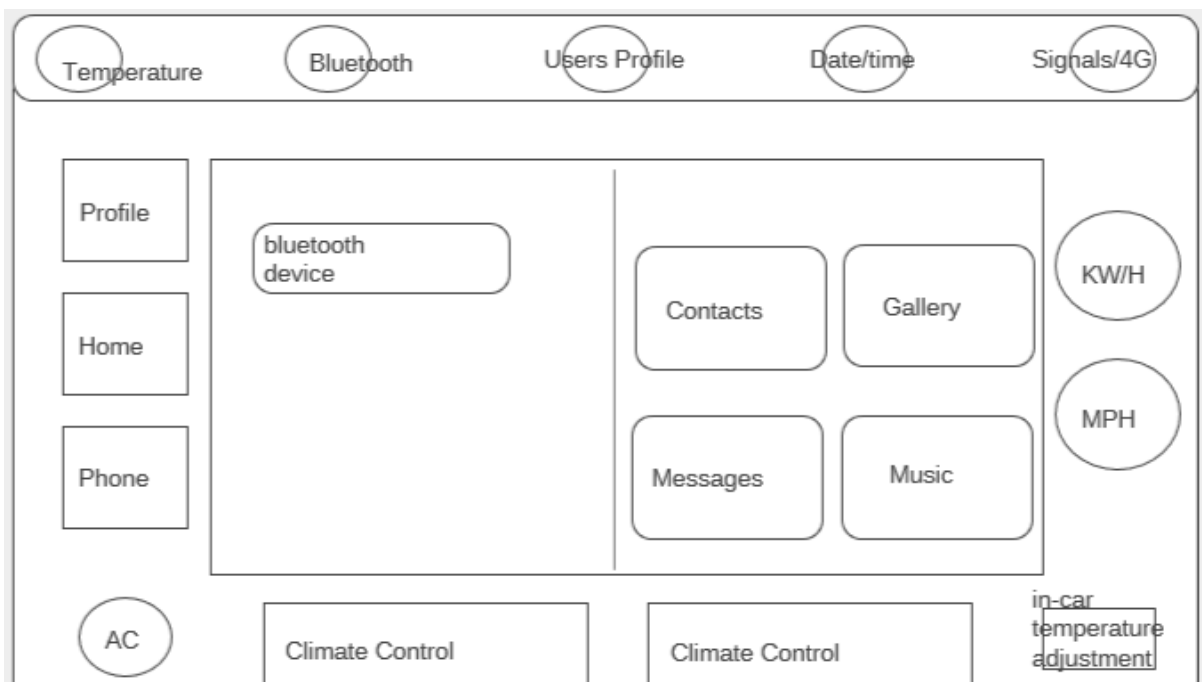 Temperature
Bluetooth
Users Profile
Date/time
Signals/4G
Profile
Home
Phone
bluetooth
device
Contacts
Gallery
Messages
Music
KW/H
MPH
AC
Climate Control
Climate Control
in-car
temperature
adjustment